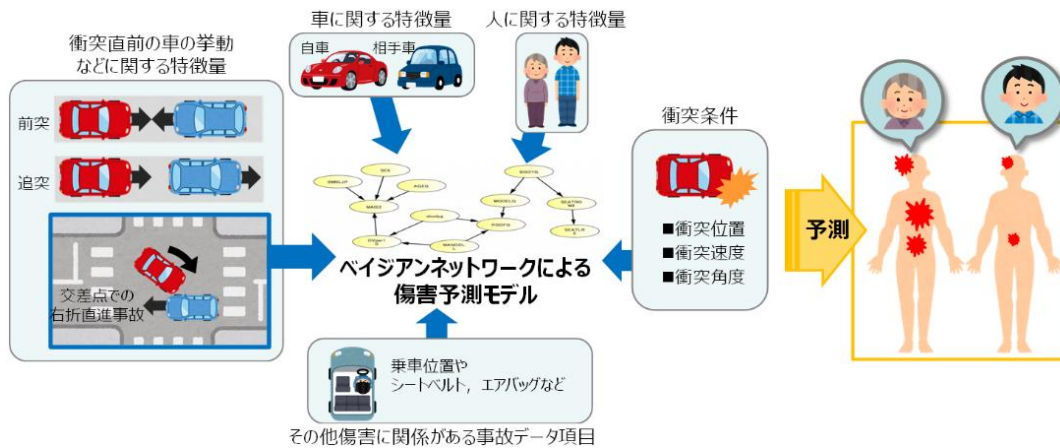 車に関する特徴量
自車
相手車
人に関する特徴量
衝突直前の車の挙動
などに関する特徴量
前突
追突
交差点での
右折直進事故
ベイジアンネットワークによる
傷害予測モデル
衝突条件
■衝突位置
■衝突速度
■衝突角度
予測
乗車位置や
シートベルト，エアバッグなど
その他傷害に関係がある事故データ項目